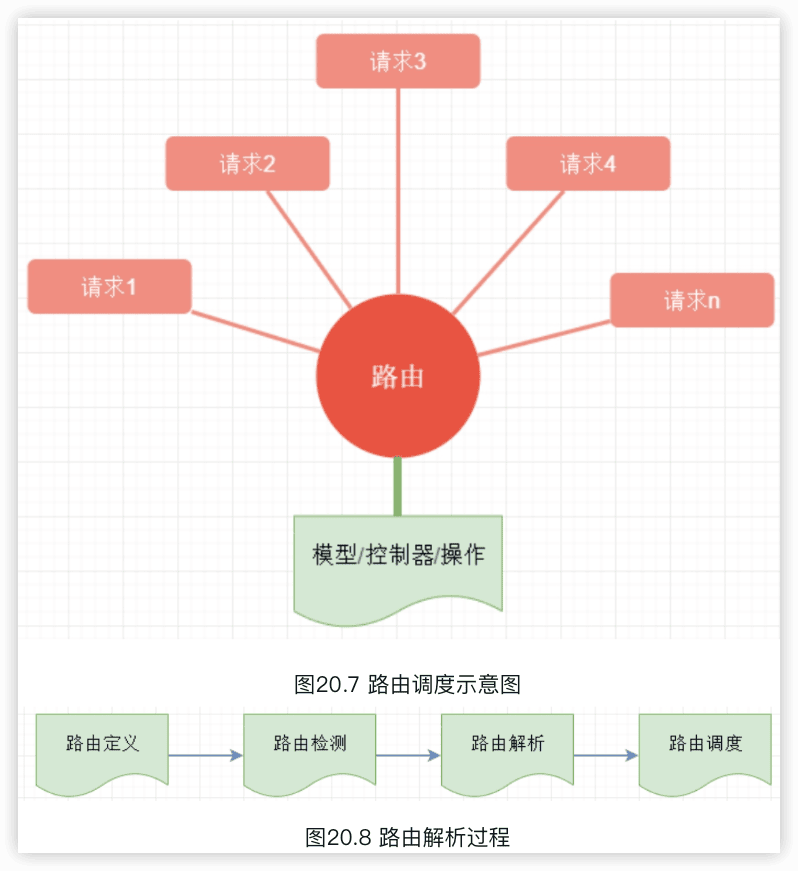 请求3
请求2
请求4
请求1
请求n
路由
模型/控制器/操作
图20.7 路由调度示意图
路由定义
路由检测
路由解析
路由调度
图20.8 路由解析过程